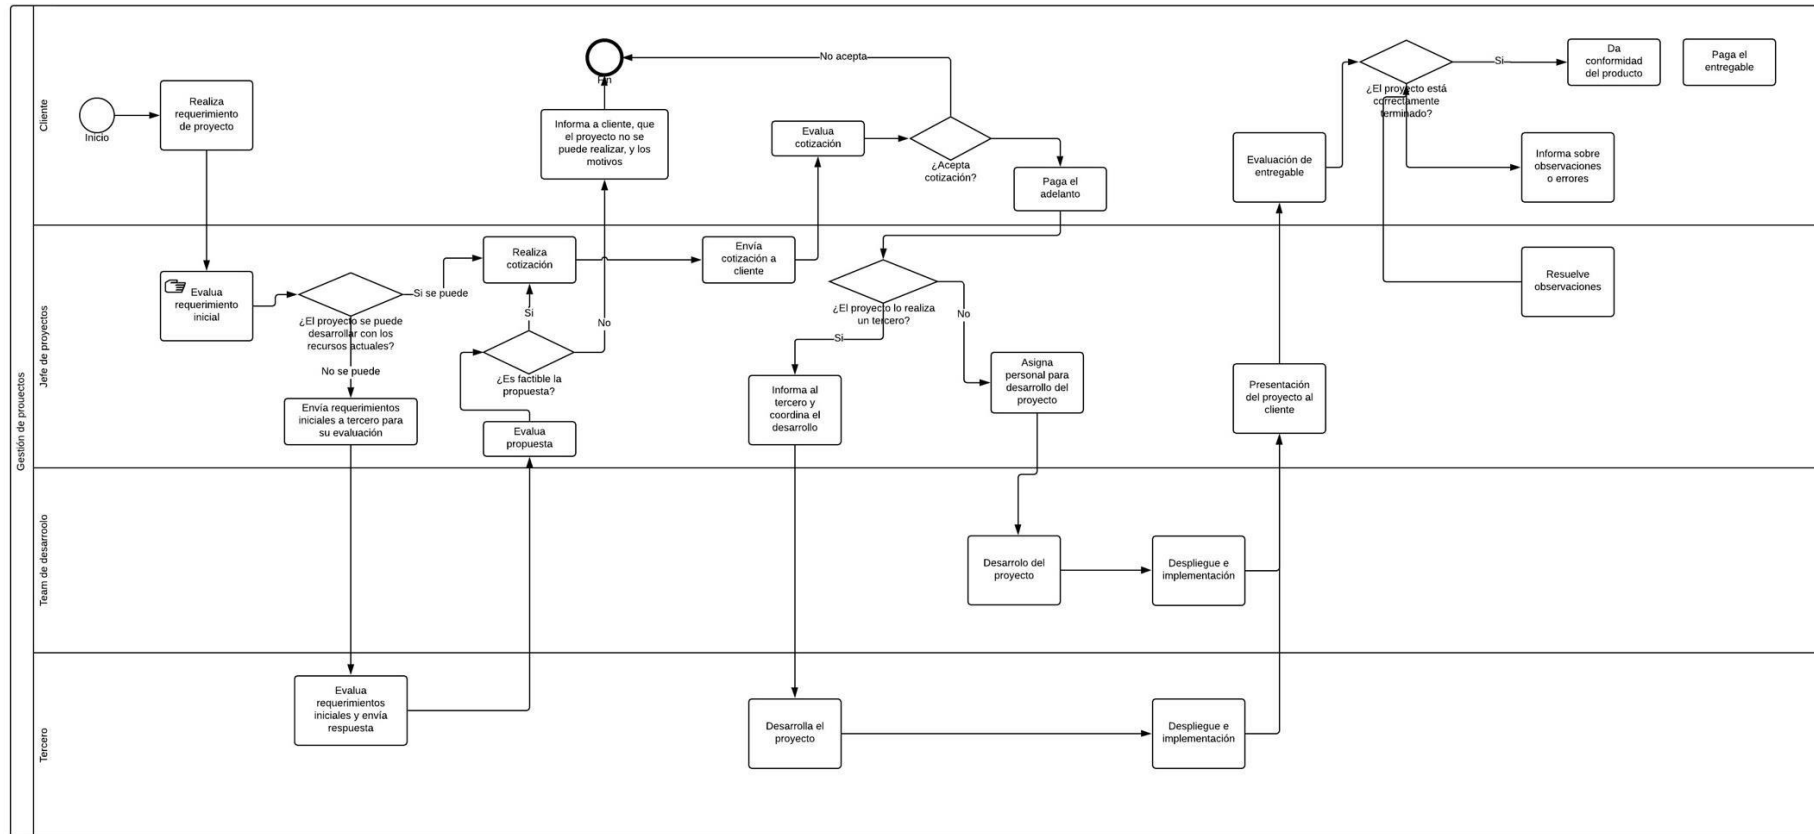 Gestión de prouectos
Cliente
Inicio
Realiza
requerimiento
de proyecto
Fin
No acepta
Informa a cliente, que
el proyecto no se
puede realizar, y los
motivos
Evalua
cotización
¿Acepta
cotización?
Paga el
adelanto
Evaluación de
entregable
¿El proyecto está
correctamente
terminado?
Si
Da
conformidad
del producto
Paga el
entregable
Informa sobre
observaciones
o errores
Jefe de proyectos
Evalua
requerimiento
inicial
¿El proyecto se puede
desarrollar con los
recursos actuales?
Si se puede
No se puede
Realiza
cotización
Si
No
¿Es factible la
propuesta?
Envía requerimientos
iniciales a tercero para
su evaluación
Evalua
propuesta
Envía
cotización a
cliente
¿El proyecto lo realiza
un tercero?
Si
No
Informa al
tercero y
coordina el
desarrollo
Asigna
personal para
desarrollo del
proyecto
Presentación
del proyecto al
cliente
Resuelve
observaciones
Team de desarroolo
Desarrolo del
proyecto
Despliegue e
implementación
Tercero
Evalua
requerimientos
iniciales y envía
respuesta
Desarrolla el
proyecto
Despliegue e
implementación